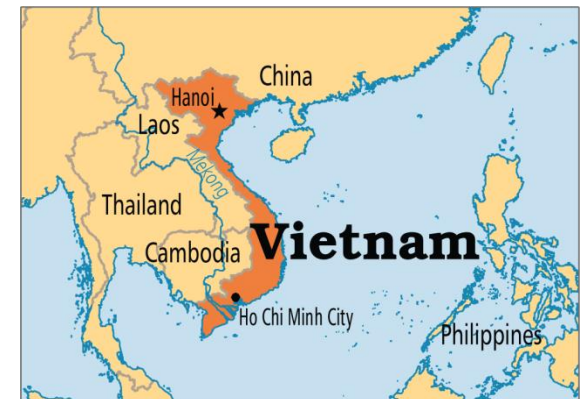 China
Hanoi
Laos
Mekong
Thailand
Vietnam
Cambodia
Ho Chi Minh City
Philippines